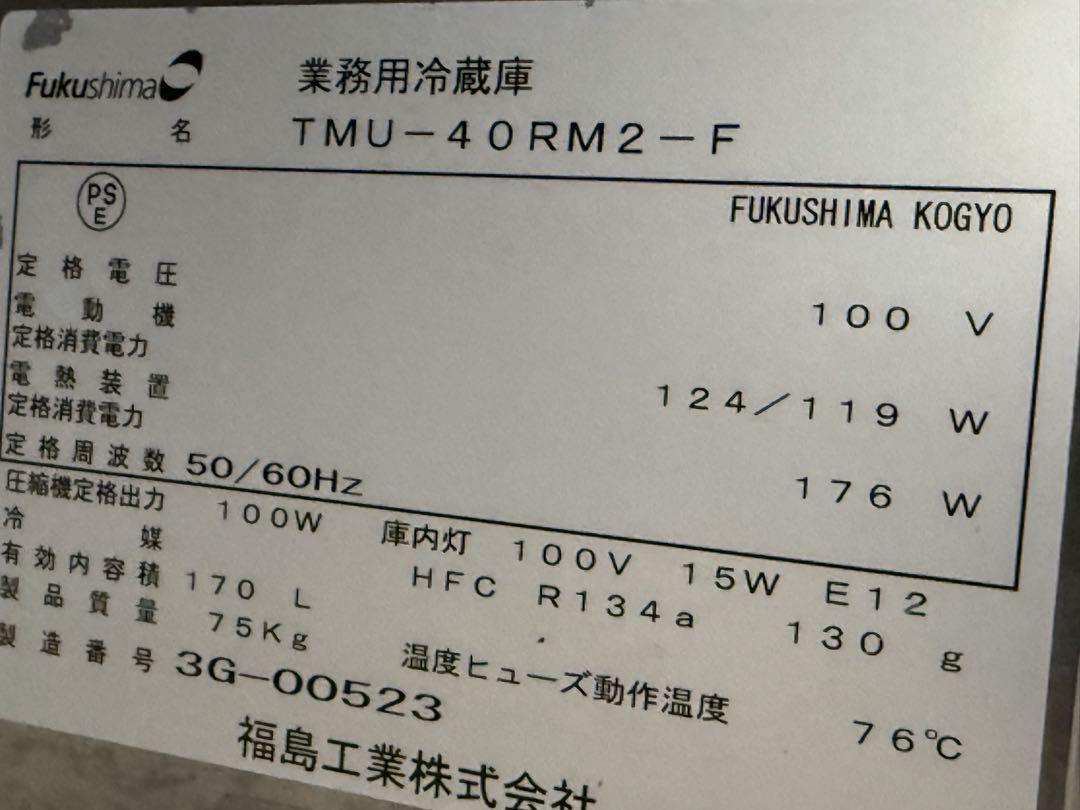 Fukushima 業務用冷蔵庫
形名 TMU-40RM2-F
PSE FUKUSHIMA KOGYO
定格電圧 100 V
電動機
定格消費電力 124/119 W
電熱装置
定格消費電力 176 W
定格周波数 50/60Hz
圧縮機定格出力 100W 庫内灯 100V 15W E12
冷媒 HFC R134a 130 g
有効内容積 170 L
製品質量 75Kg 温度ヒューズ動作温度 76℃
製造番号 3G-00523
福島工業株式会社